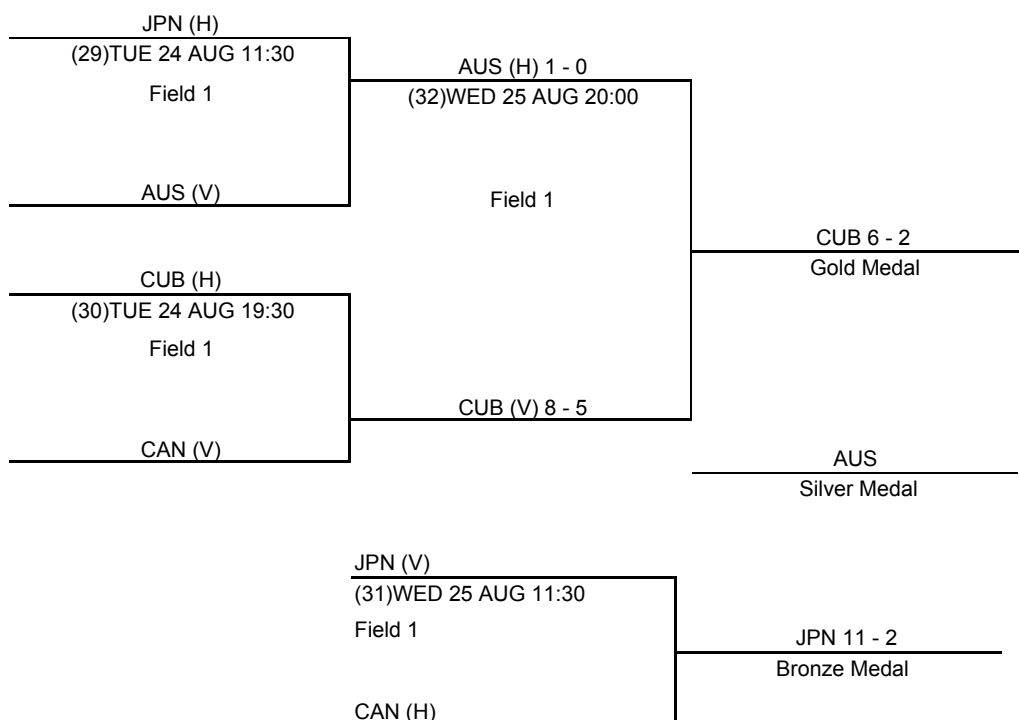 JPN (H)
(29)TUE 24 AUG 11:30
Field 1
AUS (V)
CUB (H)
(30)TUE 24 AUG 19:30
Field 1
CAN (V)
AUS (H) 1 - 0
(32)WED 25 AUG 20:00
Field 1
CUB (V) 8 - 5
CUB 6 - 2
Gold Medal
AUS
Silver Medal
JPN (V)
(31)WED 25 AUG 11:30
Field 1
CAN (H)
JPN 11 - 2
Bronze Medal